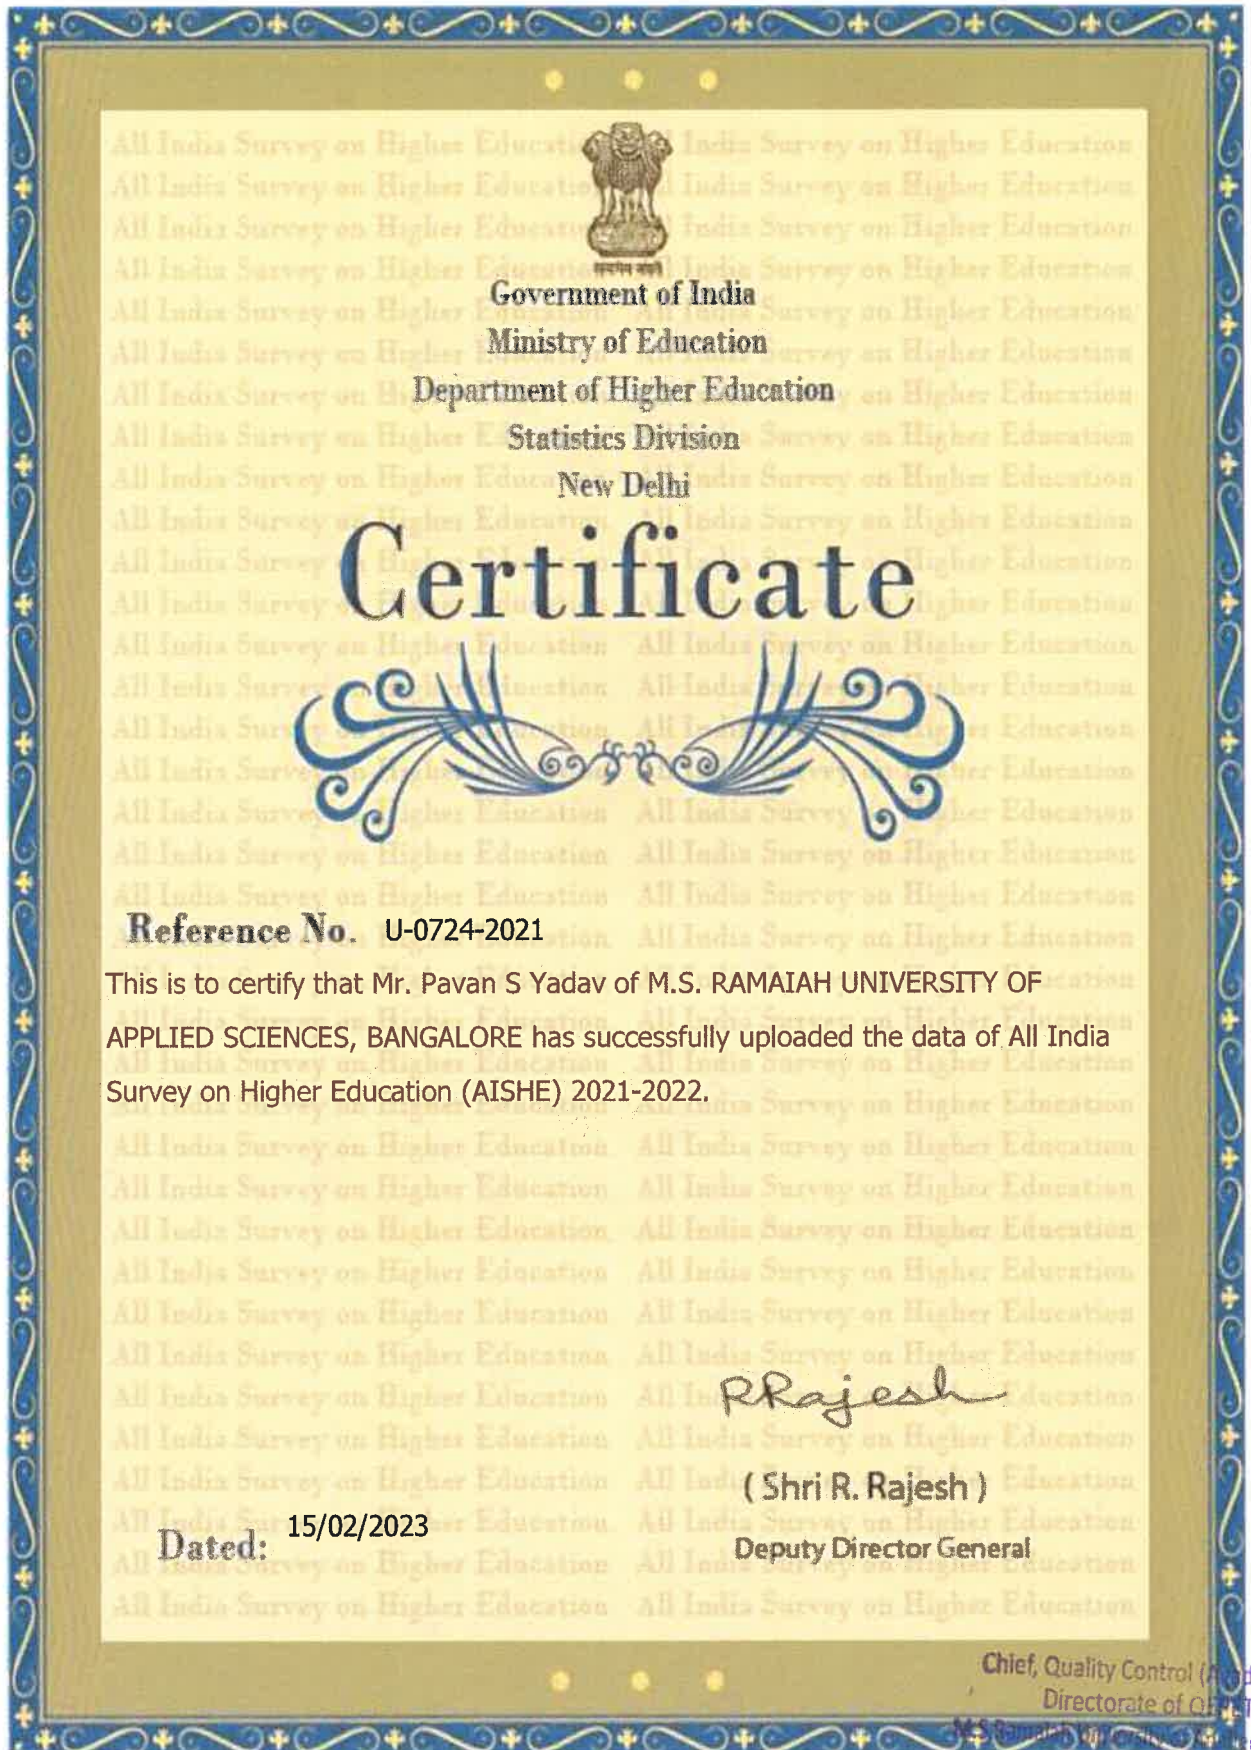 सत्यमेव जयते
Government of India
Ministry of Education
Department of Higher Education
Statistics Division
New Delhi
Certificate
Reference No. U-0724-2021
This is to certify that Mr. Pavan S Yadav of M.S. RAMAIAH UNIVERSITY OF
APPLIED SCIENCES, BANGALORE has successfully uploaded the data of All India
Survey on Higher Education (AISHE) 2021-2022.
RRajesh
( Shri R. Rajesh )
Dated: 15/02/2023
Deputy Director General
Chief, Quality Control
Directorate of
M.S Ramaiah University of